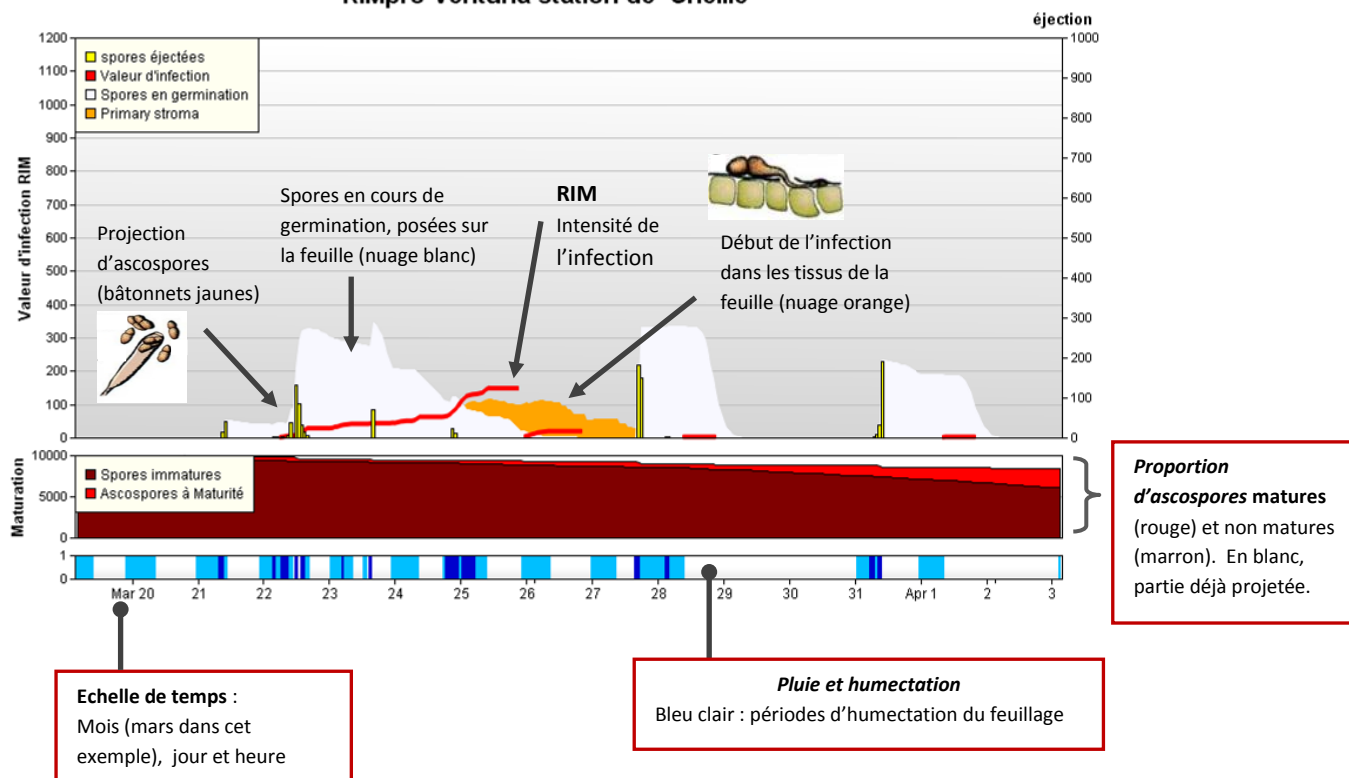 éjection
1200
1100
1000
900
800
700
600
500
400
300
200
100
0
Valeur d'infection RIM
1000
900
800
700
600
500
400
300
200
100
0
spores éjectées
Valeur d'infection
Spores en germination
Primary stroma
Projection
d'ascospores
(bâtonnets jaunes)
Spores en cours de
germination, posées sur
la feuille (nuage blanc)
RIM
Intensité de
l'infection
Début de l'infection
dans les tissus de la
feuille (nuage orange)
Maturation
10000
5000
0
Spores immatures
Ascospores à Maturité
1
0
Mar 20 21 22 23 24 25 26 27 28 29 30 31 Apr 1 2 3
Proportion
d'ascospores matures
(rouge) et non matures
(marron). En blanc,
partie déjà projetée.
Echelle de temps :
Mois (mars dans cet
exemple), jour et heure
Pluie et humectation
Bleu clair : périodes d'humectation du feuillage